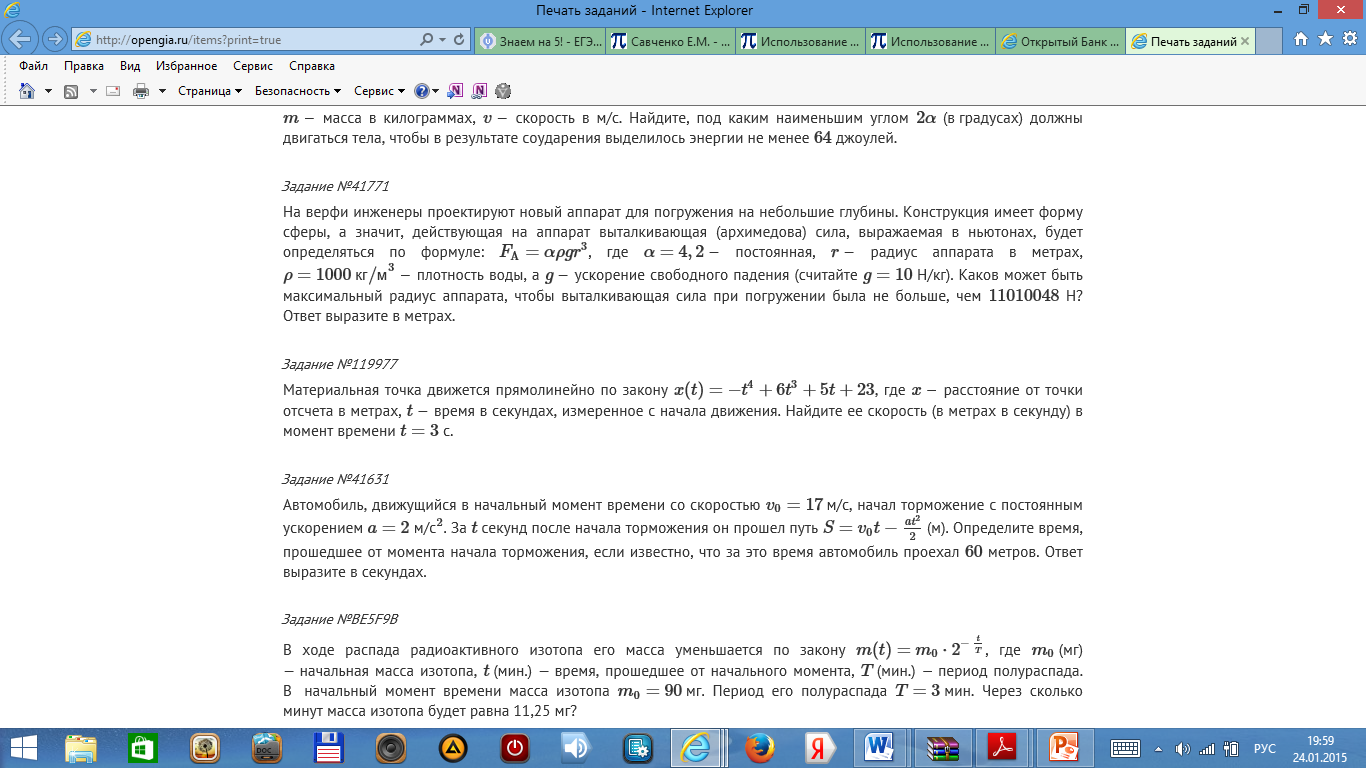 Печать заданий - Internet Explorer
http://opengia.ru/items?print=true
Знаем на 5! - ЕГЭ...
Савченко Е.М. - ...
Использование ...
Использование ...
Открытый Банк ...
Печать заданий
Файл Правка Вид Избранное Сервис Справка
Страница Безопасность Сервис
m – масса в килограммах, v – скорость в м/с. Найдите, под каким наименьшим углом 2α (в градусах) должны
двигаться тела, чтобы в результате соударения выделилось энергии не менее 64 джоулей.
Задание №41771
На верфи инженеры проектируют новый аппарат для погружения на небольшие глубины. Конструкция имеет форму
сферы, а значит, действующая на аппарат выталкивающая (архимедова) сила, выражаемая в ньютонах, будет
определяться по формуле: F_A = αρgr³, где α = 4,2 – постоянная, r – радиус аппарата в метрах,
ρ = 1000 кг/м³ – плотность воды, а g – ускорение свободного падения (считайте g = 10 Н/кг). Каков может быть
максимальный радиус аппарата, чтобы выталкивающая сила при погружении была не больше, чем 11010048 Н?
Ответ выразите в метрах.
Задание №119977
Материальная точка движется прямолинейно по закону x(t) = −t⁴ + 6t³ + 5t + 23, где x – расстояние от точки
отсчета в метрах, t – время в секундах, измеренное с начала движения. Найдите ее скорость (в метрах в секунду) в
момент времени t = 3 с.
Задание №41631
Автомобиль, движущийся в начальный момент времени со скоростью v₀ = 17 м/с, начал торможение с постоянным
ускорением a = 2 м/с². За t секунд после начала торможения он прошел путь S = v₀t − at²/2 (м). Определите время,
прошедшее от момента начала торможения, если известно, что за это время автомобиль проехал 60 метров. Ответ
выразите в секундах.
Задание №BE5F9B
В ходе распада радиоактивного изотопа его масса уменьшается по закону m(t) = m₀ · 2^(−t/T), где m₀ (мг)
– начальная масса изотопа, t (мин.) – время, прошедшее от начального момента, T (мин.) – период полураспада.
В начальный момент времени масса изотопа m₀ = 90 мг. Период его полураспада T = 3 мин. Через сколько
минут масса изотопа будет равна 11,25 мг?
РУС
19:59
24.01.2015